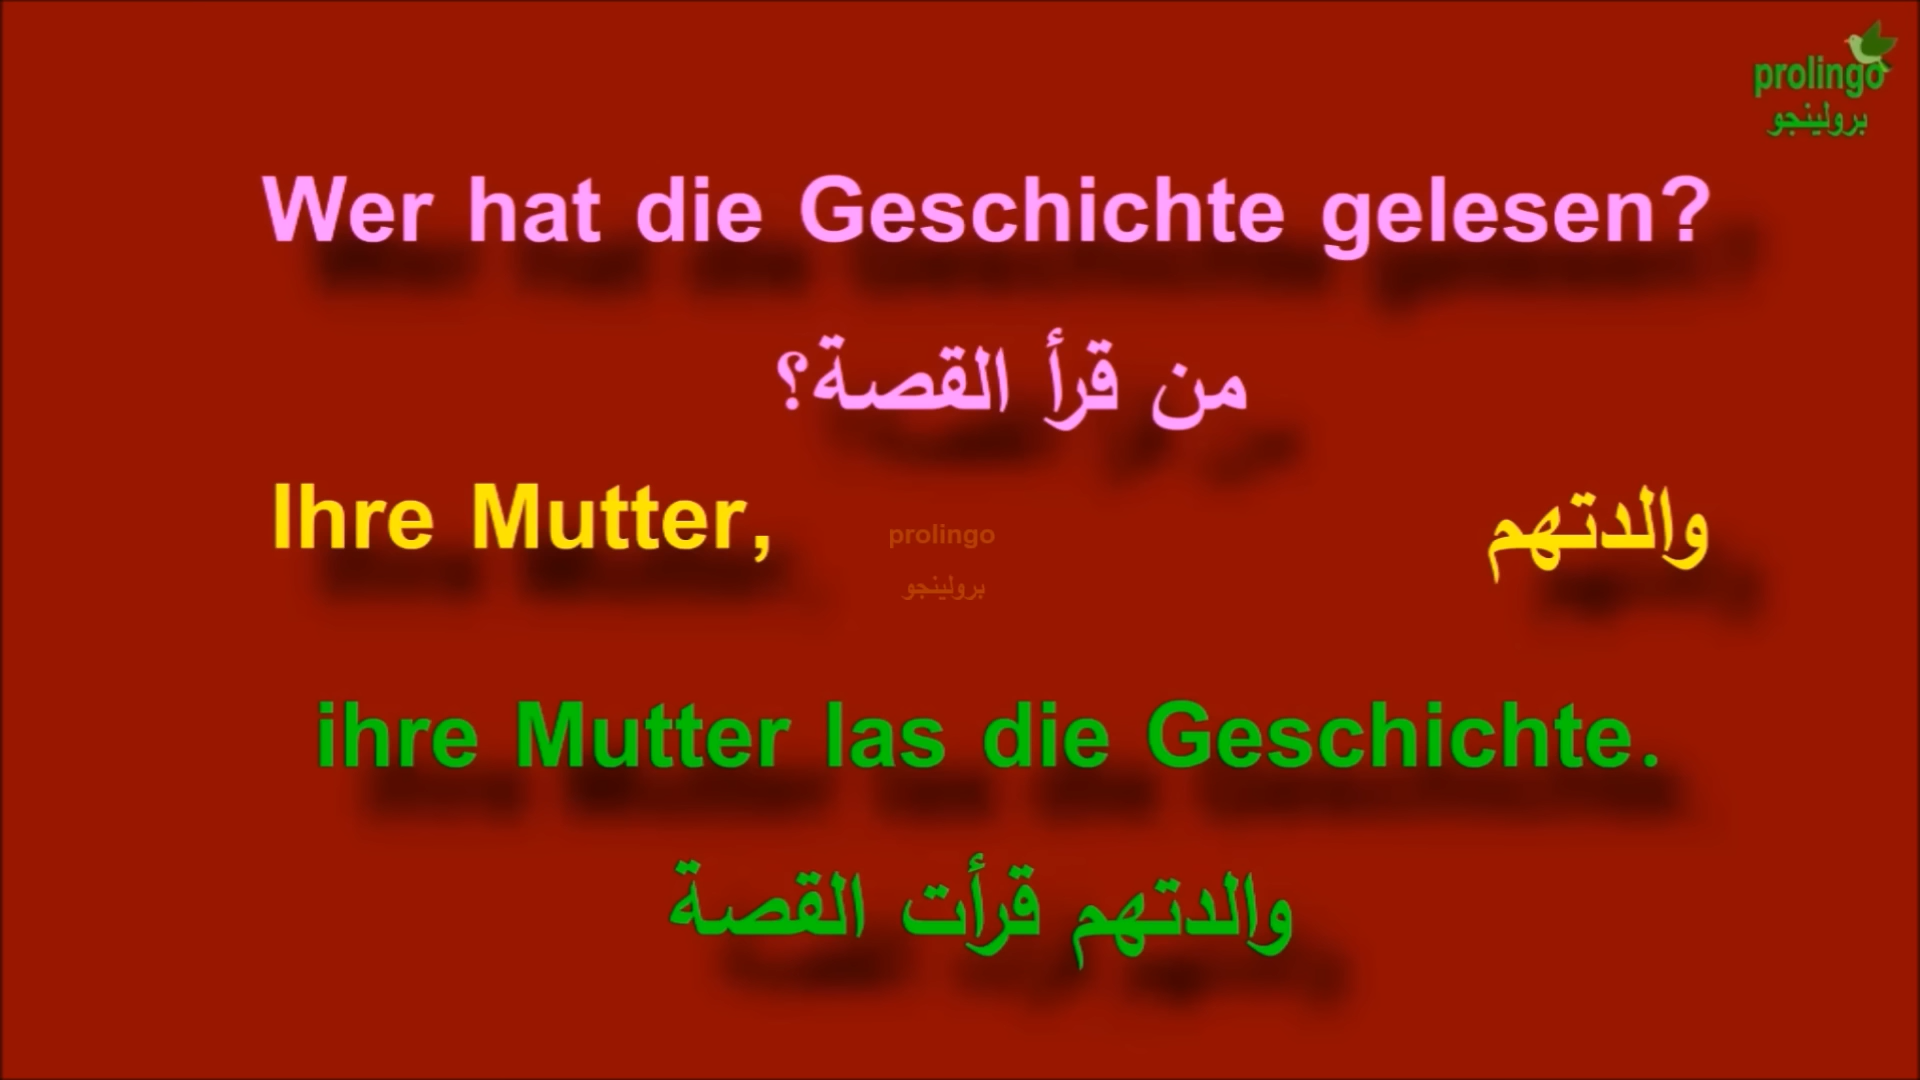 prolingo
برولينجو
Wer hat die Geschichte gelesen?
من قرأ القصة؟
Ihre Mutter, والدتهم
prolingo
برولينجو
ihre Mutter las die Geschichte.
والدتهم قرأت القصة